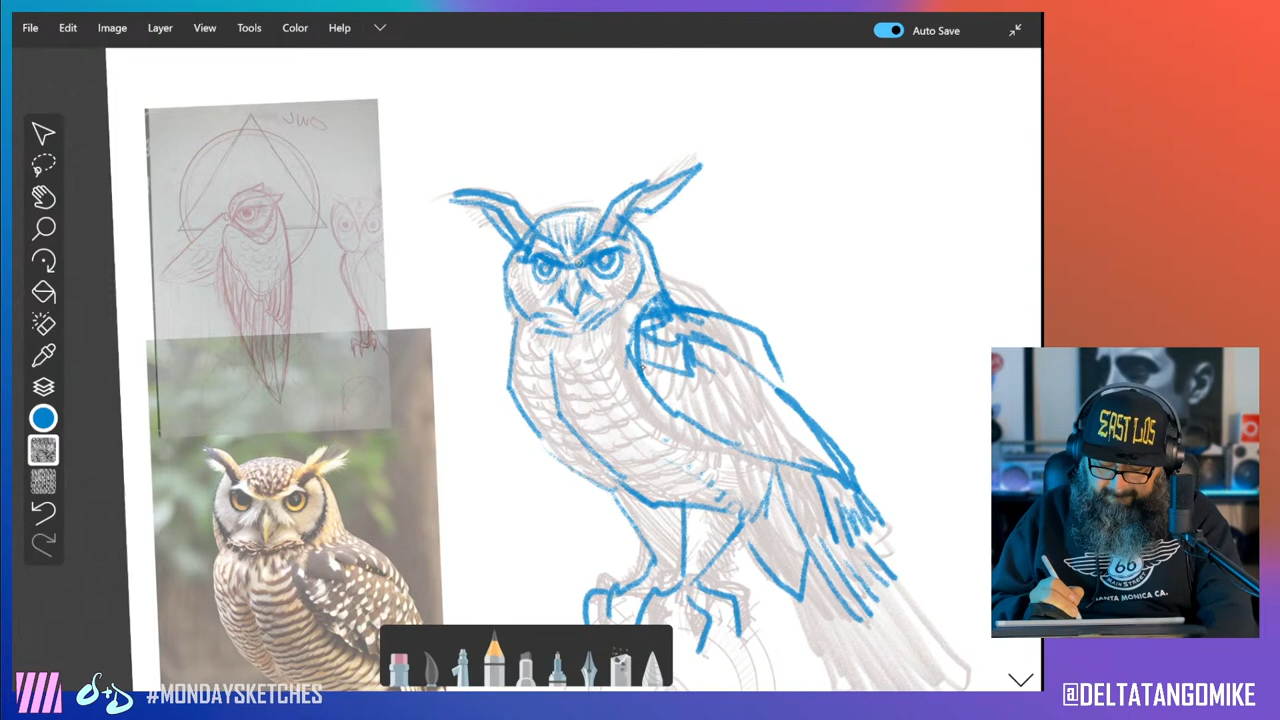 File Edit Image Layer View Tools Color Help
Auto Save
EAST LOS
66
MAIN STREET
SANTA MONICA CA.
#MONDAYSKETCHES
@DELTATANGOMIKE